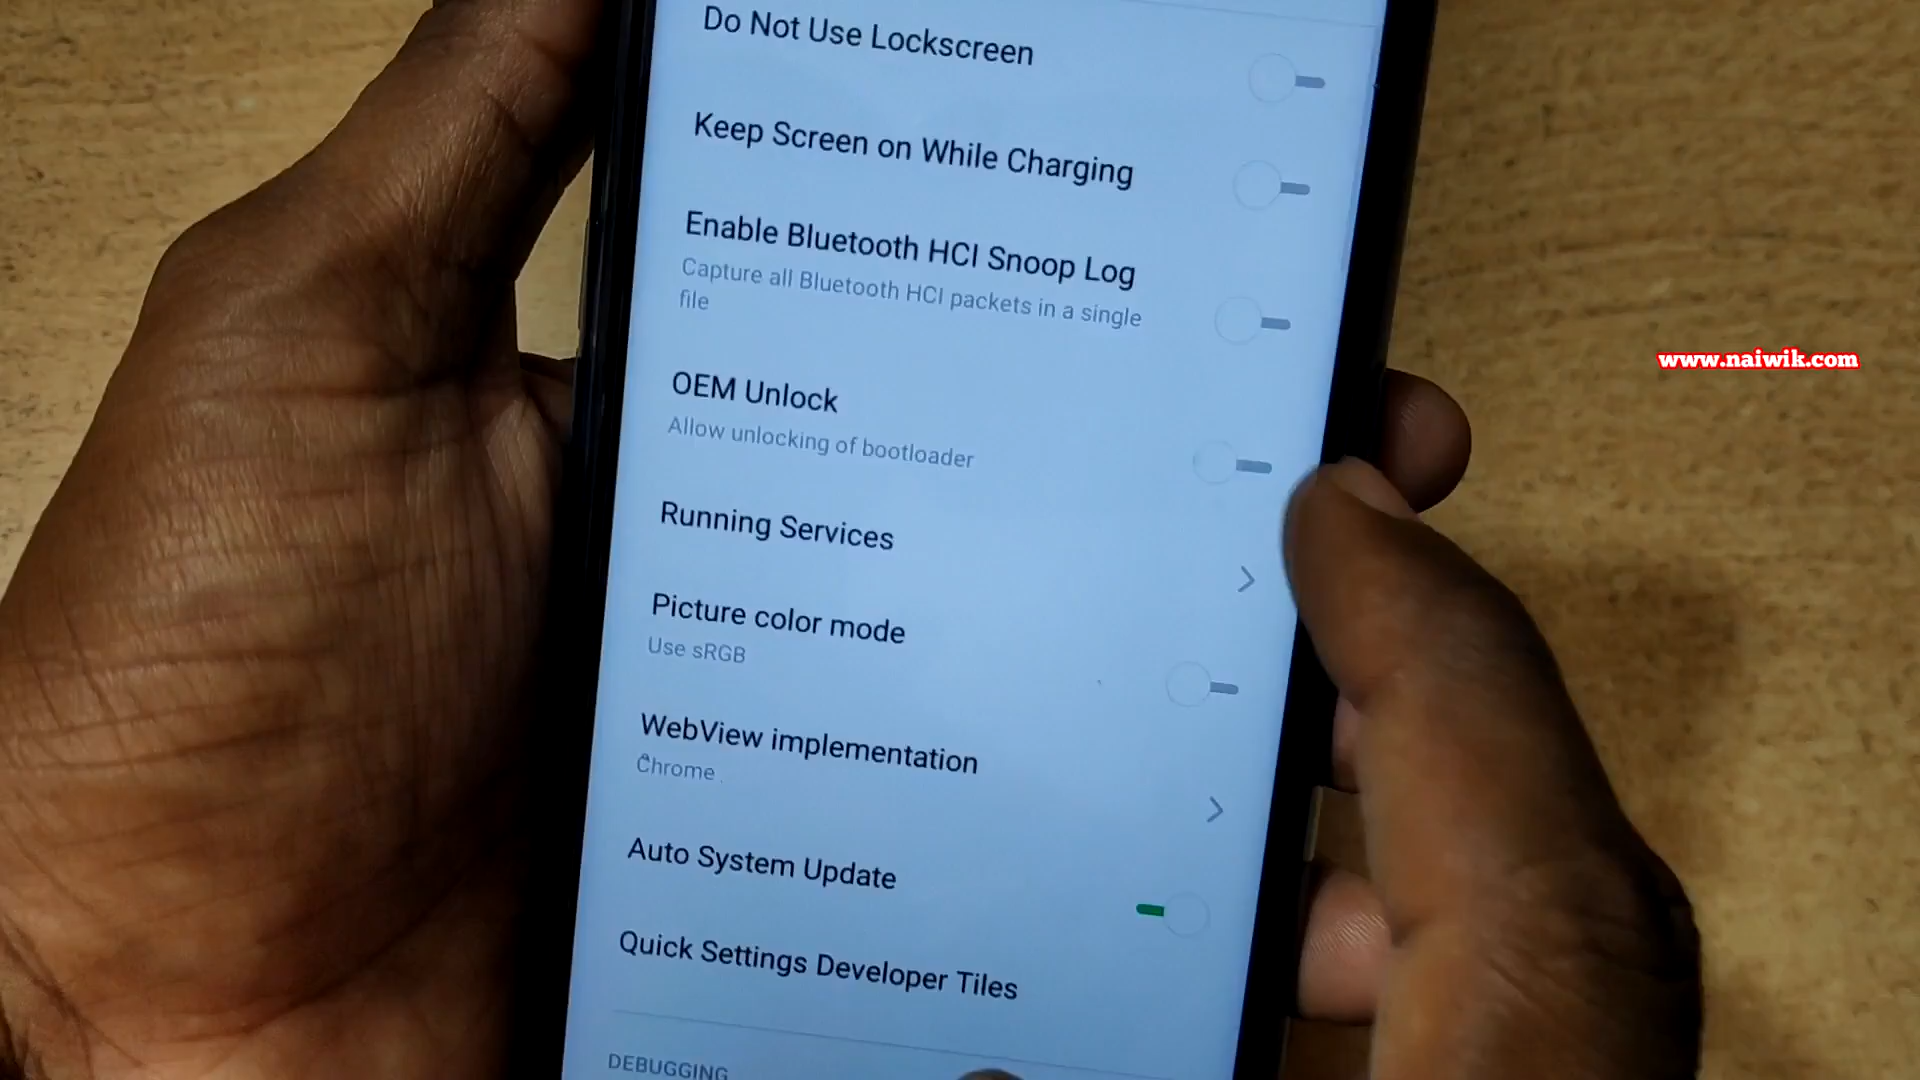 Do Not Use Lockscreen
Keep Screen on While Charging
Enable Bluetooth HCI Snoop Log
Capture all Bluetooth HCI packets in a single
file
www.naiwik.com
OEM Unlock
Allow unlocking of bootloader
Running Services
Picture color mode
Use sRGB
WebView implementation
Chrome
Auto System Update
Quick Settings Developer Tiles
DEBUGGING